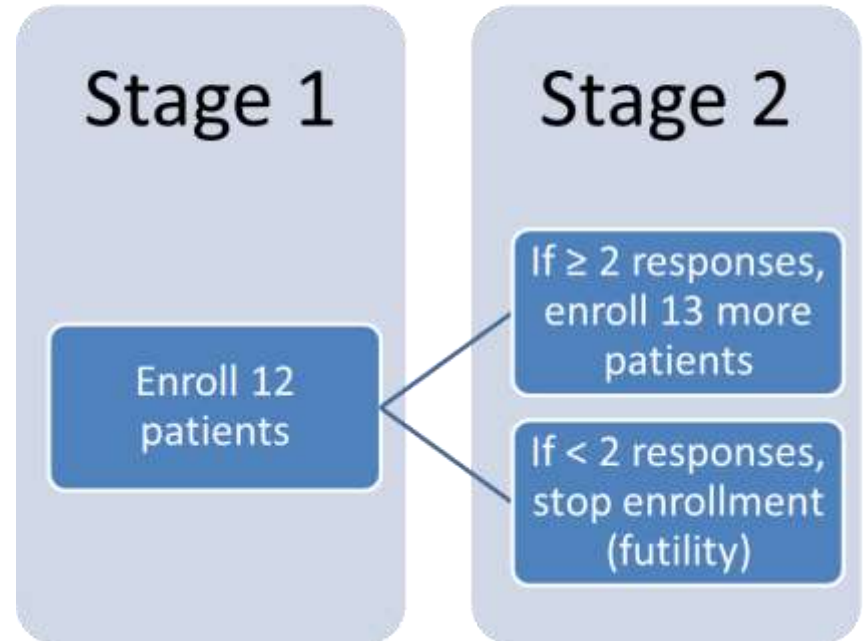 Stage 1
Enroll 12
patients
Stage 2
If ≥ 2 responses,
enroll 13 more
patients
If < 2 responses,
stop enrollment
(futility)